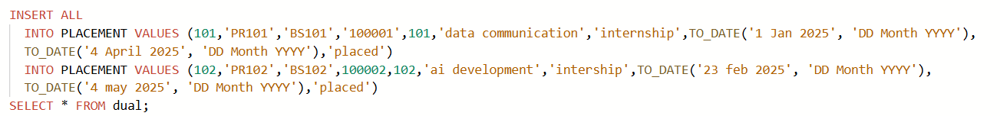 INSERT ALL
INTO PLACEMENT VALUES (101,'PR101','BS101','100001',101,'data communication','internship',TO_DATE('1 Jan 2025', 'DD Month YYYY'),
TO_DATE('4 April 2025', 'DD Month YYYY'),'placed')
INTO PLACEMENT VALUES (102,'PR102','BS102',100002,102,'ai development','intership',TO_DATE('23 feb 2025', 'DD Month YYYY'),
TO_DATE('4 may 2025', 'DD Month YYYY'),'placed')
SELECT * FROM dual;